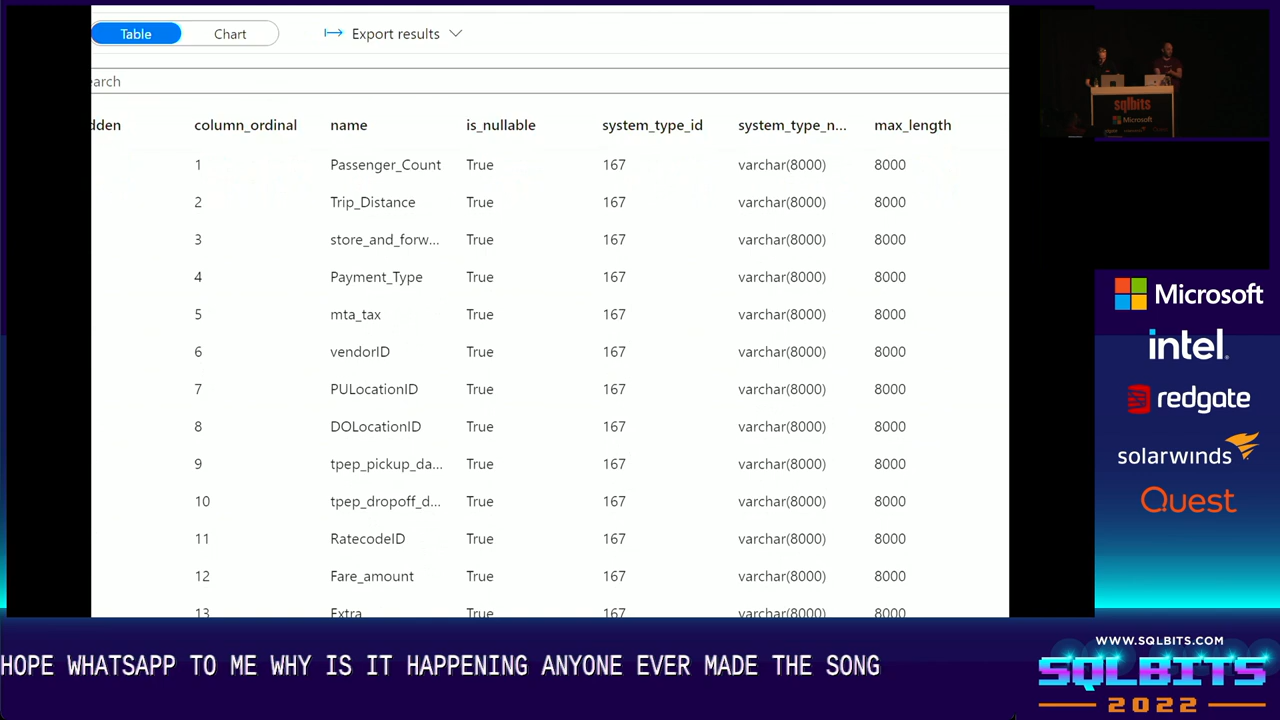 Table Chart Export results
earch
dden column_ordinal name is_nullable system_type_id system_type_n... max_length
1 Passenger_Count True 167 varchar(8000) 8000
2 Trip_Distance True 167 varchar(8000) 8000
3 store_and_forw... True 167 varchar(8000) 8000
4 Payment_Type True 167 varchar(8000) 8000
5 mta_tax True 167 varchar(8000) 8000
6 vendorID True 167 varchar(8000) 8000
7 PULocationID True 167 varchar(8000) 8000
8 DOLocationID True 167 varchar(8000) 8000
9 tpep_pickup_da... True 167 varchar(8000) 8000
10 tpep_dropoff_d... True 167 varchar(8000) 8000
11 RatecodeID True 167 varchar(8000) 8000
12 Fare_amount True 167 varchar(8000) 8000
13 Extra True 167 varchar(8000) 8000
sqlbits
Microsoft
Microsoft
intel.
redgate
solarwinds
Quest
HOPE WHATSAPP TO ME WHY IS IT HAPPENING ANYONE EVER MADE THE SONG
WWW.SQLBITS.COM
SQLBITS
2022